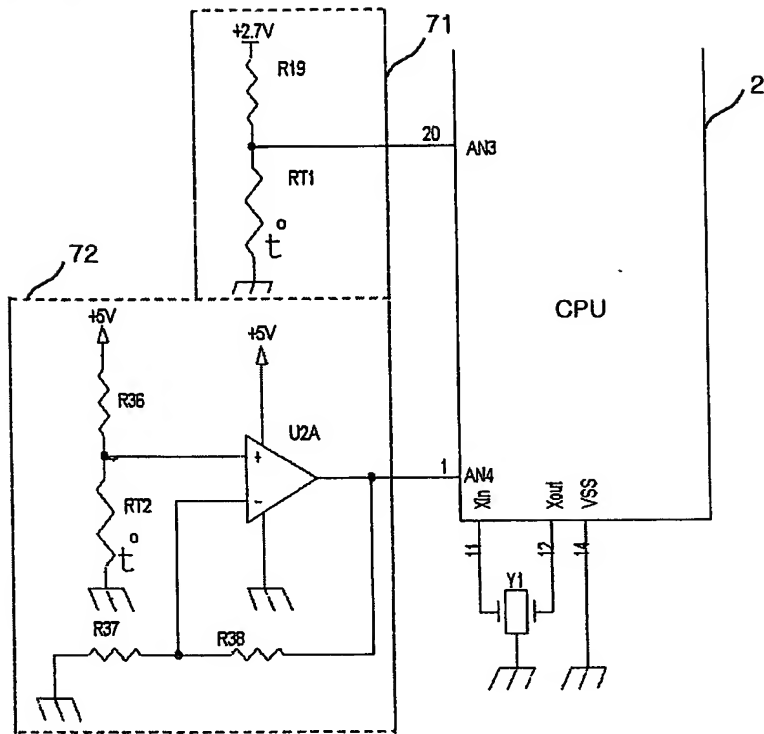 +2.7V
71
R19
2
20
AN3
RT1
t°
72
CPU
+5V
+5V
R36
U2A
+
1
AN4
-
RT2
Xin
Xout
VSS
t°
11
12
14
Y1
R37
R38